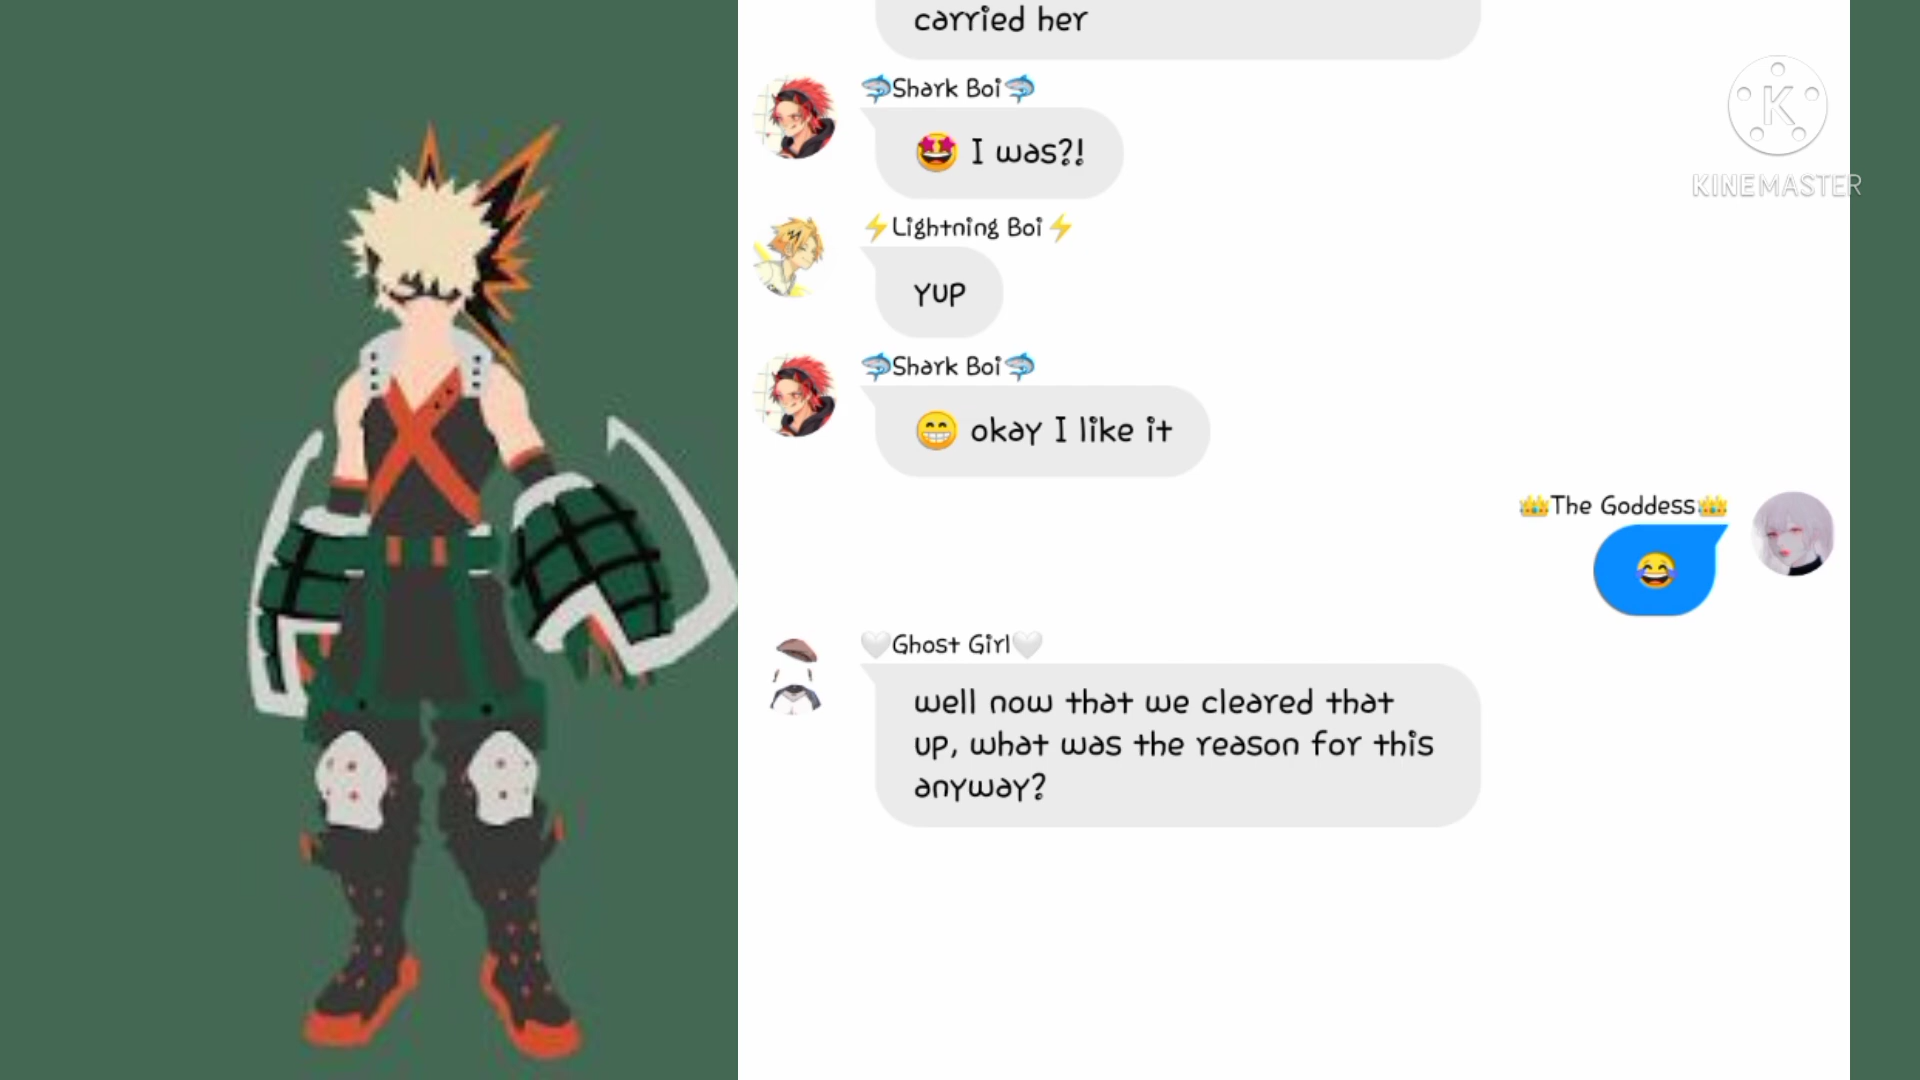 carried her
🦈Shark Boi🦈
🤩 I was?!
⚡Lightning Boi⚡
YUP
🦈Shark Boi🦈
😁 okay I like it
👑The Goddess👑
😂
🤍Ghost Girl🤍
well now that we cleared that
up, what was the reason for this
anyway?
K
KINEMASTER